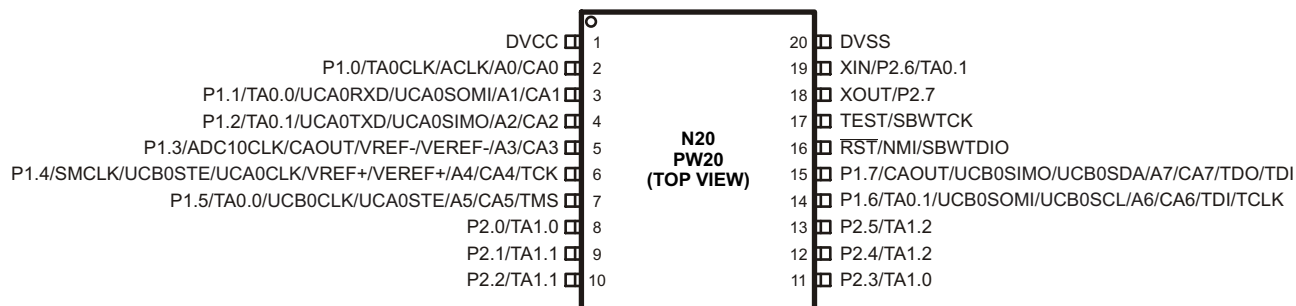 DVCC 1 20 DVSS
P1.0/TA0CLK/ACLK/A0/CA0 2 19 XIN/P2.6/TA0.1
P1.1/TA0.0/UCA0RXD/UCA0SOMI/A1/CA1 3 18 XOUT/P2.7
P1.2/TA0.1/UCA0TXD/UCA0SIMO/A2/CA2 4 17 TEST/SBWTCK
P1.3/ADC10CLK/CAOUT/VREF-/VEREF-/A3/CA3 5 16 RST/NMI/SBWTDIO
P1.4/SMCLK/UCB0STE/UCA0CLK/VREF+/VEREF+/A4/CA4/TCK 6 15 P1.7/CAOUT/UCB0SIMO/UCB0SDA/A7/CA7/TDO/TDI
P1.5/TA0.0/UCB0CLK/UCA0STE/A5/CA5/TMS 7 14 P1.6/TA0.1/UCB0SOMI/UCB0SCL/A6/CA6/TDI/TCLK
P2.0/TA1.0 8 13 P2.5/TA1.2
P2.1/TA1.1 9 12 P2.4/TA1.2
P2.2/TA1.1 10 11 P2.3/TA1.0
N20
PW20
(TOP VIEW)